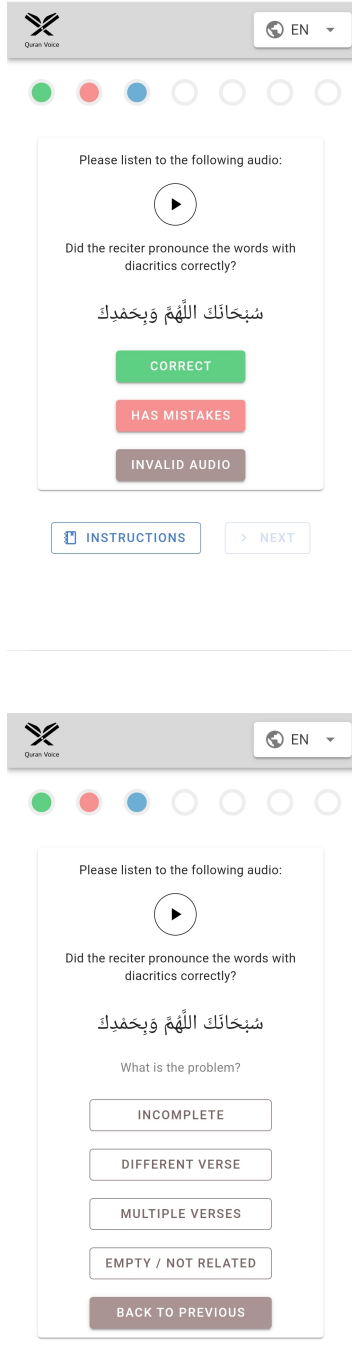 Quran Voice
EN
Please listen to the following audio:
Did the reciter pronounce the words with
diacritics correctly?
سُبْحَانَكَ اللَّهُمَّ وَبِحَمْدِكَ
CORRECT
HAS MISTAKES
INVALID AUDIO
INSTRUCTIONS
NEXT
Quran Voice
EN
Please listen to the following audio:
Did the reciter pronounce the words with
diacritics correctly?
سُبْحَانَكَ اللَّهُمَّ وَبِحَمْدِكَ
What is the problem?
INCOMPLETE
DIFFERENT VERSE
MULTIPLE VERSES
EMPTY / NOT RELATED
BACK TO PREVIOUS